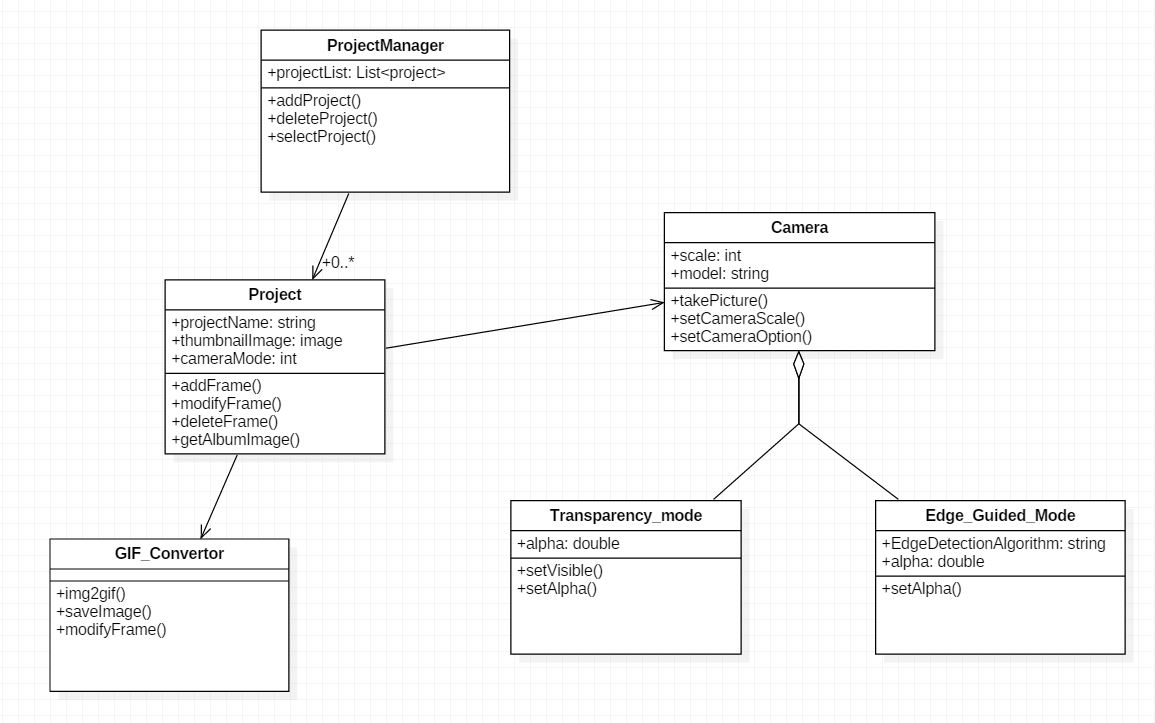 ProjectManager
+projectList: List<project>
+addProject()
+deleteProject()
+selectProject()
+0..*
Project
+projectName: string
+thumbnailImage: image
+cameraMode: int
+addFrame()
+modifyFrame()
+deleteFrame()
+getAlbumImage()
Camera
+scale: int
+model: string
+takePicture()
+setCameraScale()
+setCameraOption()
GIF_Convertor
+img2gif()
+saveImage()
+modifyFrame()
Transparency_mode
+alpha: double
+setVisible()
+setAlpha()
Edge_Guided_Mode
+EdgeDetectionAlgorithm: string
+alpha: double
+setAlpha()